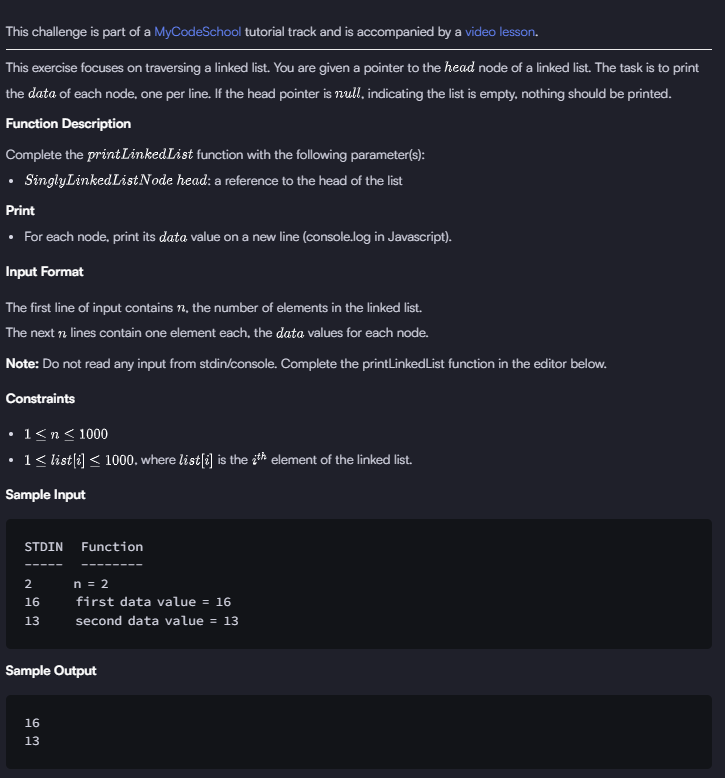 This challenge is part of a MyCodeSchool tutorial track and is accompanied by a video lesson.
This exercise focuses on traversing a linked list. You are given a pointer to the head node of a linked list. The task is to print
the data of each node, one per line. If the head pointer is null, indicating the list is empty, nothing should be printed.
Function Description
Complete the printLinkedList function with the following parameter(s):
• SinglyLinkedListNode head: a reference to the head of the list
Print
• For each node, print its data value on a new line (console.log in Javascript).
Input Format
The first line of input contains n, the number of elements in the linked list.
The next n lines contain one element each, the data values for each node.
Note: Do not read any input from stdin/console. Complete the printLinkedList function in the editor below.
Constraints
• 1 ≤ n ≤ 1000
• 1 ≤ list[i] ≤ 1000, where list[i] is the i^th element of the linked list.
Sample Input
STDIN Function
----- --------
2 n = 2
16 first data value = 16
13 second data value = 13
Sample Output
16
13